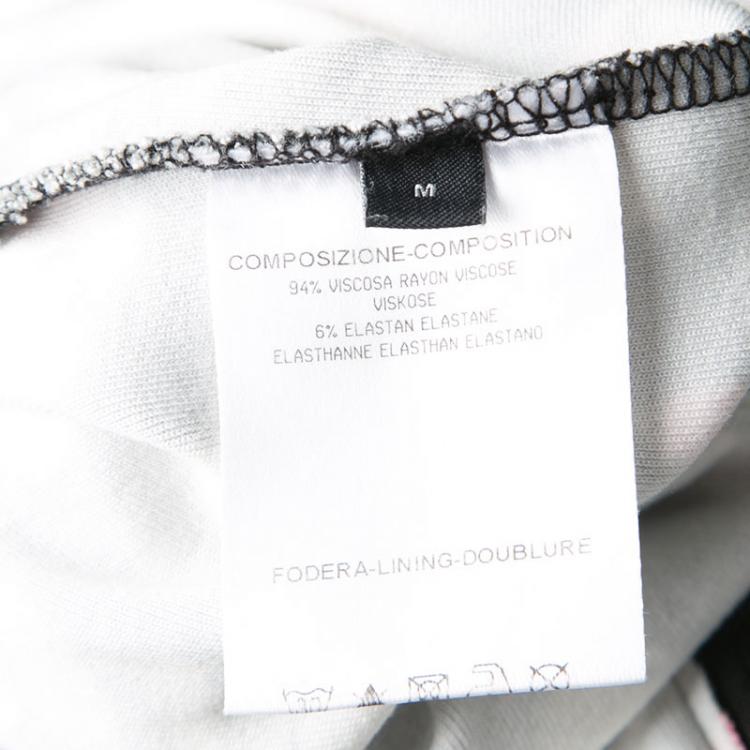 M
COMPOSIZIONE-COMPOSITION
94% VISCOSA RAYON VISCOSE
VISKOSE
6% ELASTAN ELASTANE
ELASTHANNE ELASTHAN ELASTANO
FODERA-LINING-DOUBLURE